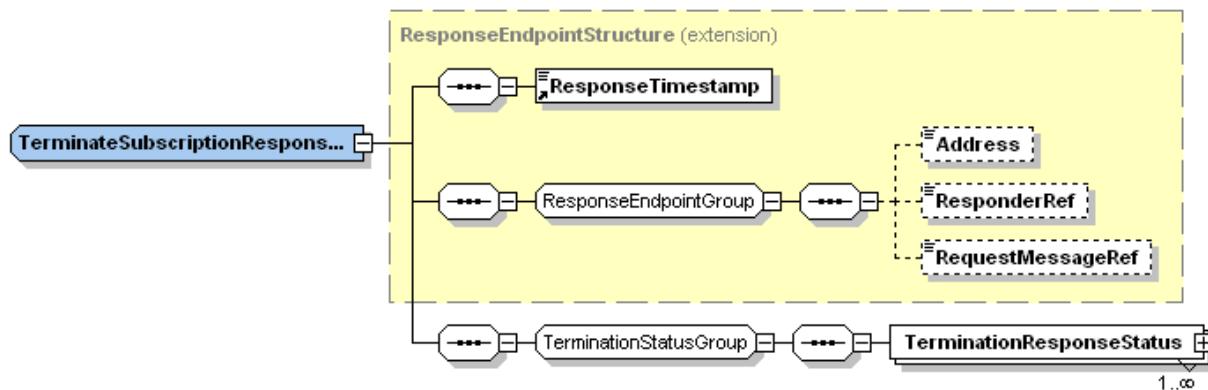 ResponseEndpointStructure (extension)
ResponseTimestamp
TerminateSubscriptionRespons...
Address
ResponseEndpointGroup
ResponderRef
RequestMessageRef
TerminationStatusGroup
TerminationResponseStatus
1..∞